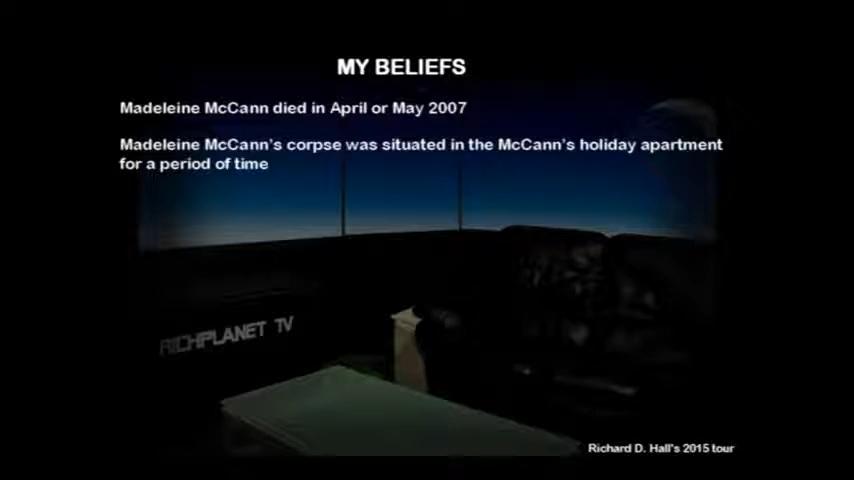 MY BELIEFS
Madeleine McCann died in April or May 2007
Madeleine McCann's corpse was situated in the McCann's holiday apartment
for a period of time
RICHPLANET TV
Richard D. Hall's 2015 tour